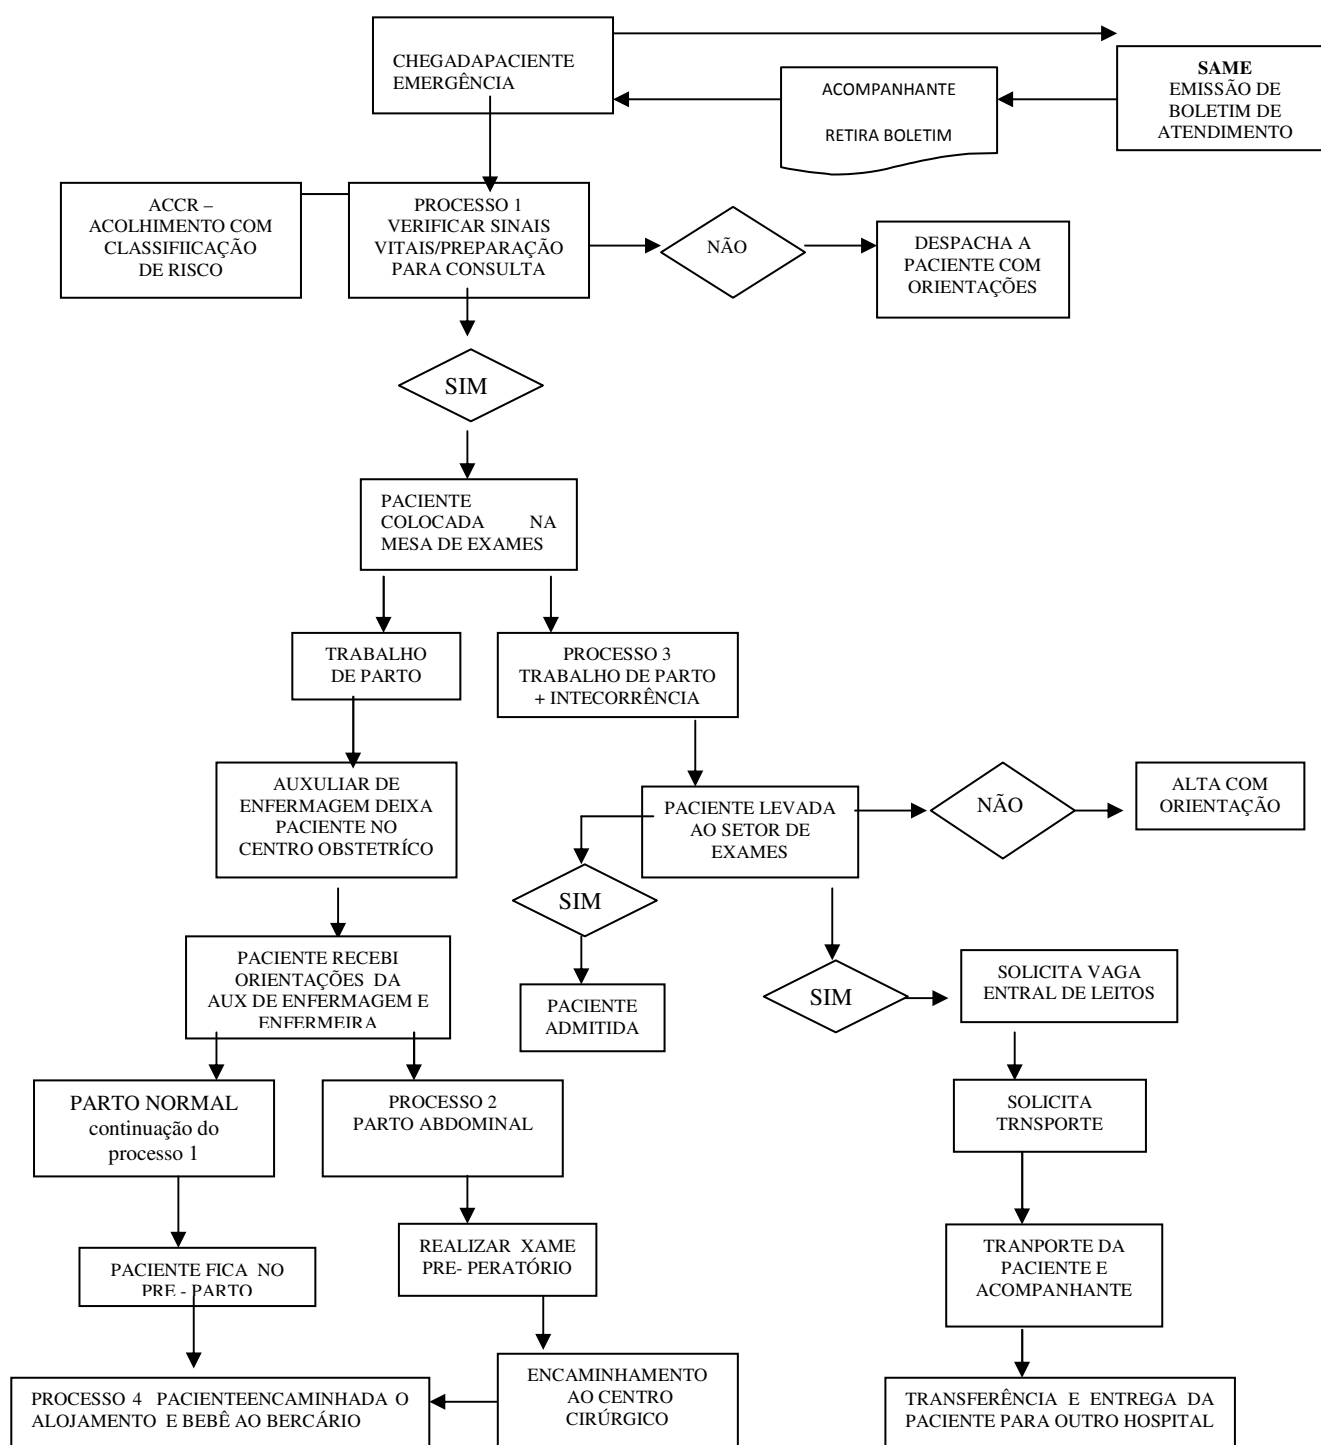 CHEGADAPACIENTE
EMERGÊNCIA
ACOMPANHANTE
RETIRA BOLETIM
SAME
EMISSÃO DE
BOLETIM DE
ATENDIMENTO
ACCR –
ACOLHIMENTO COM
CLASSIFIICAÇÃO
DE RISCO
PROCESSO 1
VERIFICAR SINAIS
VITAIS/PREPARAÇÃO
PARA CONSULTA
NÃO
DESPACHA A
PACIENTE COM
ORIENTAÇÕES
SIM
PACIENTE
COLOCADA NA
MESA DE EXAMES
TRABALHO
DE PARTO
PROCESSO 3
TRABALHO DE PARTO
+ INTECORRÊNCIA
AUXULIAR DE
ENFERMAGEM DEIXA
PACIENTE NO
CENTRO OBSTETRÍCO
PACIENTE LEVADA
AO SETOR DE
EXAMES
NÃO
ALTA COM
ORIENTAÇÃO
SIM
PACIENTE RECEBI
ORIENTAÇÕES DA
AUX DE ENFERMAGEM E
ENFERMEIRA
PACIENTE
ADMITIDA
SIM
SOLICITA VAGA
ENTRAL DE LEITOS
PARTO NORMAL
continuação do
processo 1
PROCESSO 2
PARTO ABDOMINAL
SOLICITA
TRNSPORTE
PACIENTE FICA NO
PRE - PARTO
REALIZAR XAME
PRE- PERATÓRIO
TRANPORTE DA
PACIENTE E
ACOMPANHANTE
PROCESSO 4 PACIENTEENCAMINHADA O
ALOJAMENTO E BEBÊ AO BERCÁRIO
ENCAMINHAMENTO
AO CENTRO
CIRÚRGICO
TRANSFERÊNCIA E ENTREGA DA
PACIENTE PARA OUTRO HOSPITAL